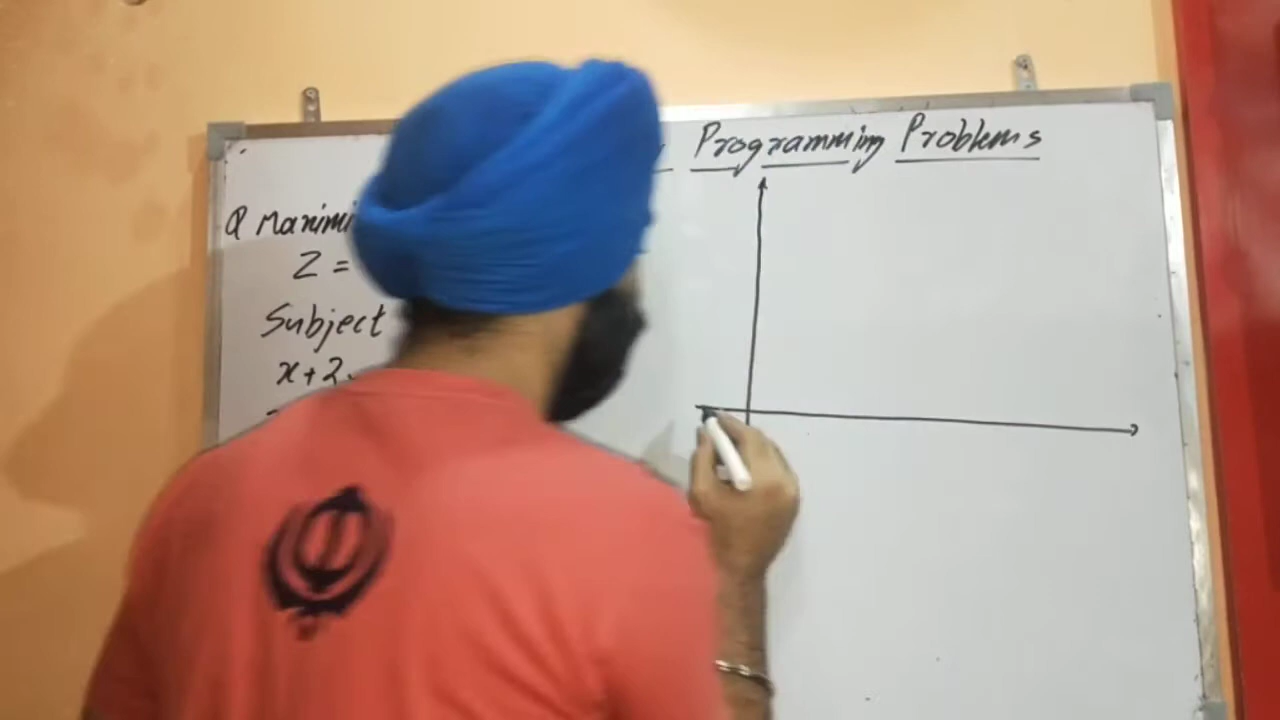 Programming Problems
Q Maximi
Z =
Subject
x+2